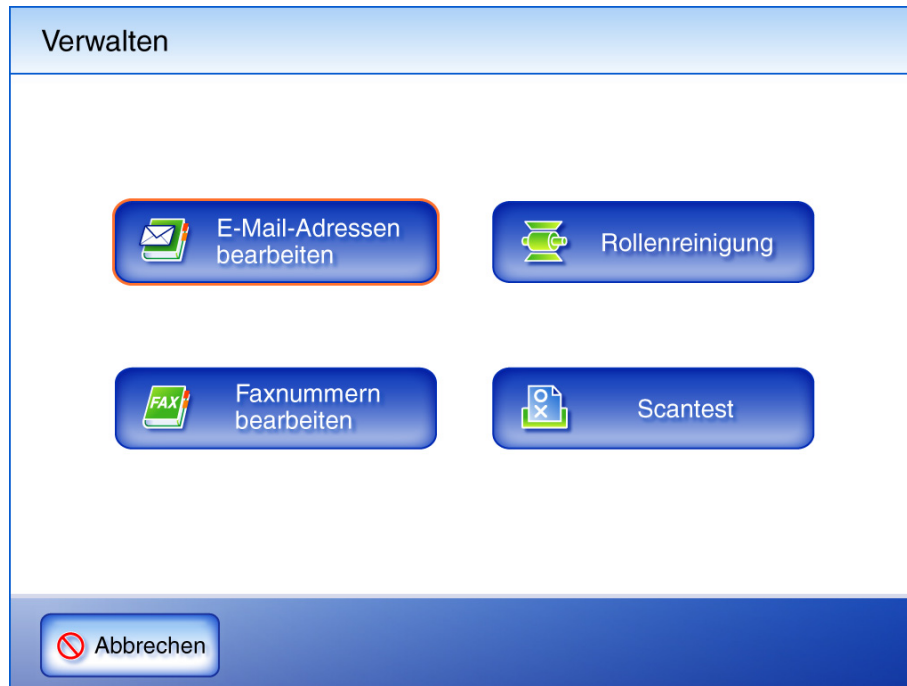 Verwalten
E-Mail-Adressen
bearbeiten
Rollenreinigung
FAX
Faxnummern
bearbeiten
Scantest
Abbrechen